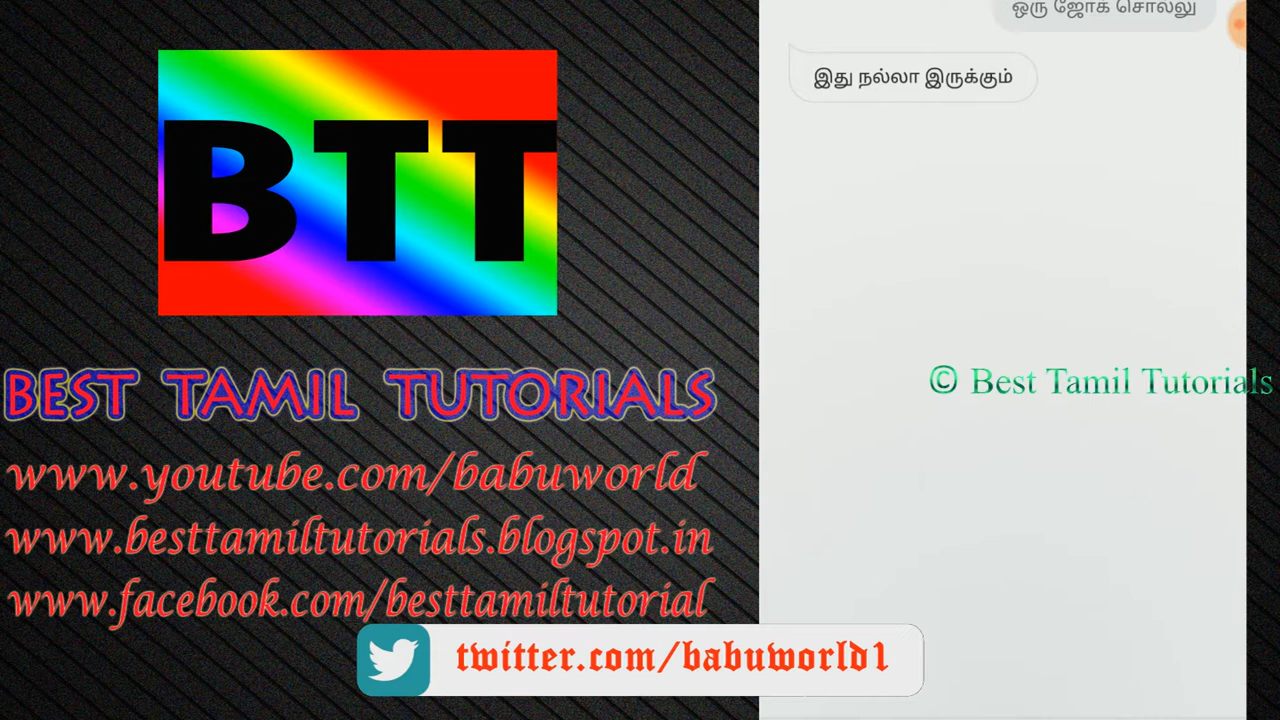 BTT
BEST TAMIL TUTORIALS
www.youtube.com/babuworld
www.besttamiltutorials.blogspot.in
www.facebook.com/besttamiltutorial
twitter.com/babuworld1
ஒரு ஜோக் சொல்லு
இது நல்லா இருக்கும்
© Best Tamil Tutorials